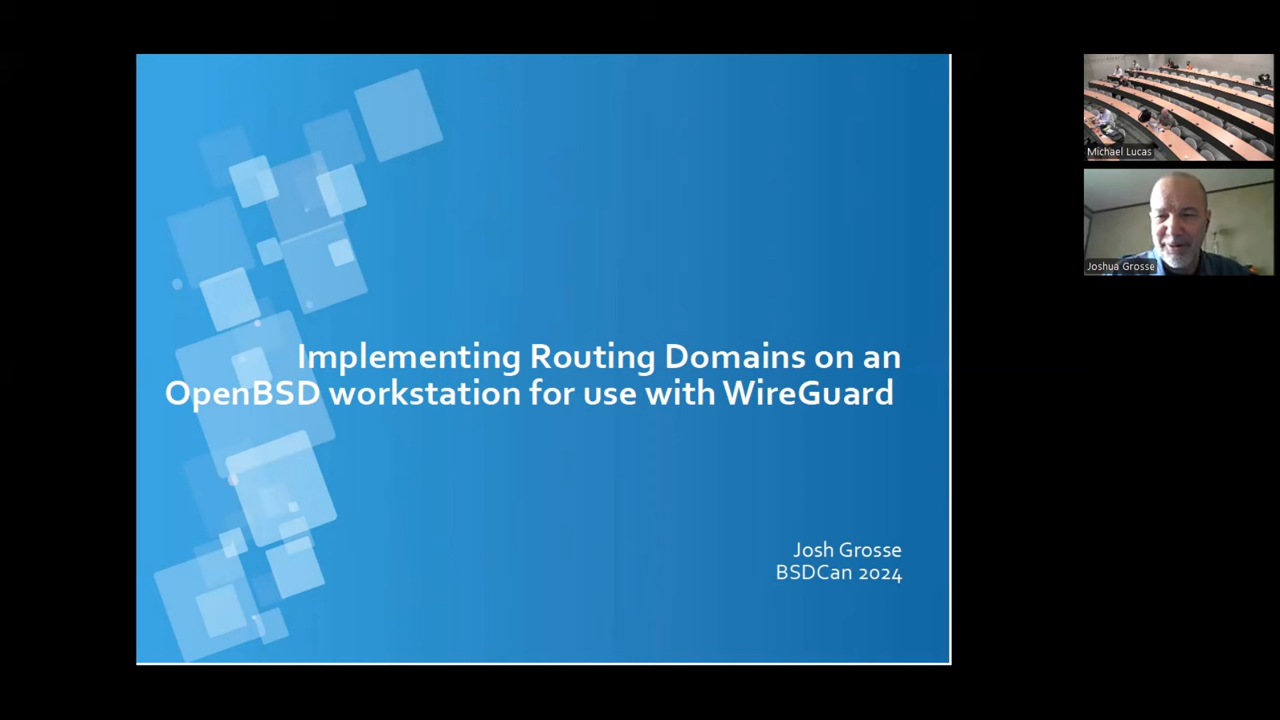 Implementing Routing Domains on an
OpenBSD workstation for use with WireGuard
Josh Grosse
BSDCan 2024
Michael Lucas
Joshua Grosse